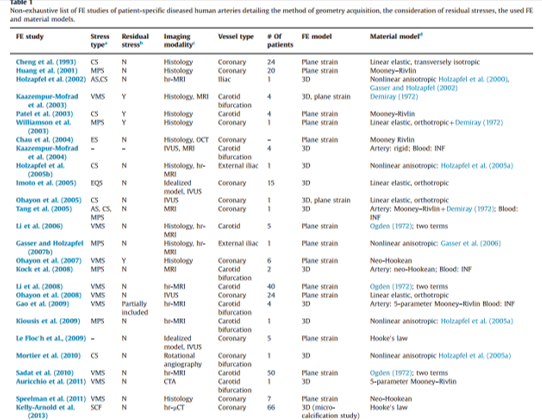 Table 1
Non-exhaustive list of FE studies of patient-specific diseased human arteries detailing the method of geometry acquisition, the consideration of residual stresses, the used FE
and material models.
FE study Stress type^a Residual stress^b Imaging modality^c Vessel type # Of patients FE model Material model^d
Cheng et al. (1993) CS N Histology Coronary 24 Plane strain Linear elastic, transversely isotropic
Huang et al. (2001) MPS N Histology Coronary 20 Plane strain Mooney–Rivlin
Holzapfel et al. (2002) AS,CS N hr-MRI Iliac 1 3D Nonlinear anisotropic Holzapfel et al. (2000),
Gasser and Holzapfel (2002)
Kaazempur-Mofrad et al. (2003) VMS Y Histology, MRI Carotid bifurcation 4 3D, plane strain Demiray (1972)
Patel et al. (2003) CS Y Histology Carotid 4 Plane strain Mooney–Rivlin
Williamson et al. (2003) MPS Y Histology Coronary 1 Plane strain Linear elastic, orthotropic+Demiray (1972)
Chau et al. (2004) ES N Histology, OCT Coronary – Plane strain Mooney Rivlin
Kaazempur-Mofrad et al. (2004) – – IVUS, MRI Carotid bifurcation 4 3D Artery: rigid; Blood: INF
Holzapfel et al. (2005b) CS N Histology, hr-MRI External iliac 1 3D Nonlinear anisotropic: Holzapfel et al. (2005a)
Imoto et al. (2005) EQS N Idealized model, IVUS Coronary 15 3D Linear elastic, orthotropic
Ohayon et al. (2005) CS N IVUS Coronary 1 3D, plane strain Linear elastic, orthotropic
Tang et al. (2005) AS, CS, MPS N MRI Coronary 1 3D Artery: Mooney–Rivlin+Demiray (1972); Blood: INF
Li et al. (2006) VMS N Histology, hr-MRI Carotid 5 Plane strain Ogden (1972); two terms
Gasser and Holzapfel (2007b) MPS N Histology, hr-MRI External iliac 1 Plane strain Nonlinear anisotropic: Gasser et al. (2006)
Ohayon et al. (2007) VMS Y Histology Coronary 6 Plane strain Neo-Hookean
Kock et al. (2008) MPS N MRI Carotid bifurcation 2 3D Artery: neo-Hookean; Blood: INF
Li et al. (2008) VMS N hr-MRI Carotid 40 Plane strain Ogden (1972); two terms
Ohayon et al. (2008) VMS N IVUS Coronary 24 Plane strain Linear elastic, orthotropic
Gao et al. (2009) VMS Partially included hr-MRI Carotid bifurcation 4 3D Artery: 5-parameter Mooney–Rivlin Blood: INF
Kiousis et al. (2009) MPS N hr-MRI Carotid bifurcation 1 3D Nonlinear anisotropic: Holzapfel et al. (2005a)
Le Floc'h et al., (2009) – N Idealized model, IVUS Coronary 5 Plane strain Hooke's law
Mortier et al. (2010) CS N Rotational angiography Coronary bifurcation 1 3D Nonlinear anisotropic Holzapfel et al. (2005a)
Sadat et al. (2010) VMS N hr-MRI Carotid 50 Plane strain Ogden (1972); two terms
Auricchio et al. (2011) VMS N CTA Carotid bifurcation 1 3D 5-parameter Mooney–Rivlin
Speelman et al. (2011) VMS N Histology Coronary 7 Plane strain Neo-Hookean
Kelly-Arnold et al. (2013) SCF N hr-μCT Coronary 66 3D (micro-calcification study) Hooke's law